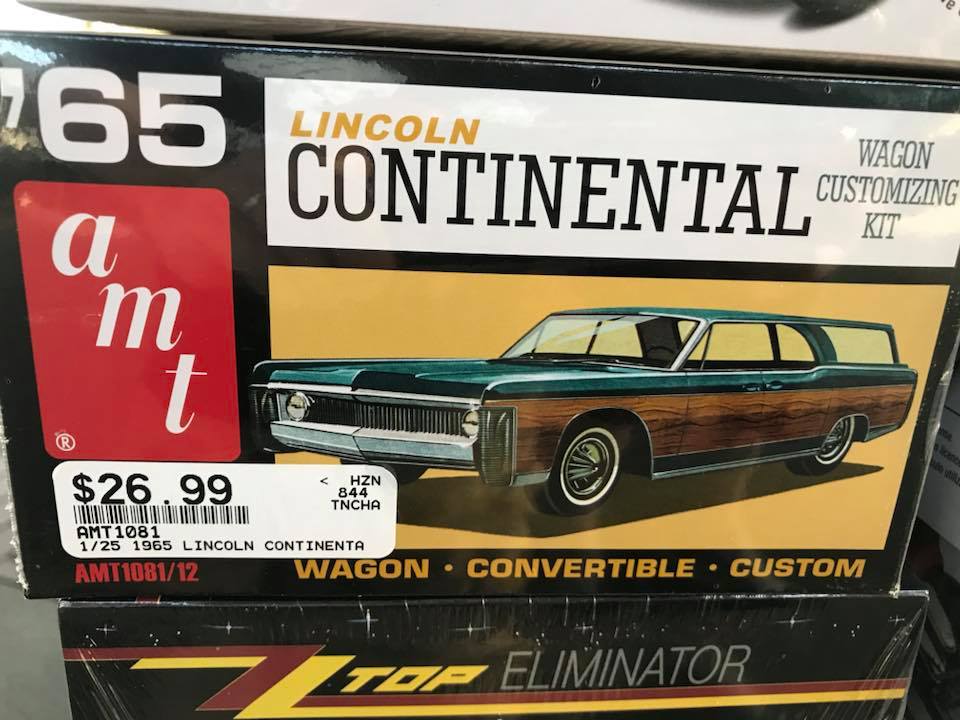 '65
LINCOLN
CONTINENTAL
WAGON
CUSTOMIZING
KIT
a
m
t
®
$26.99
< HZN
844
TNCHA
AMT1081
1/25 1965 LINCOLN CONTINENTA
AMT1081/12
WAGON · CONVERTIBLE · CUSTOM
ZZ TOP ELIMINATOR